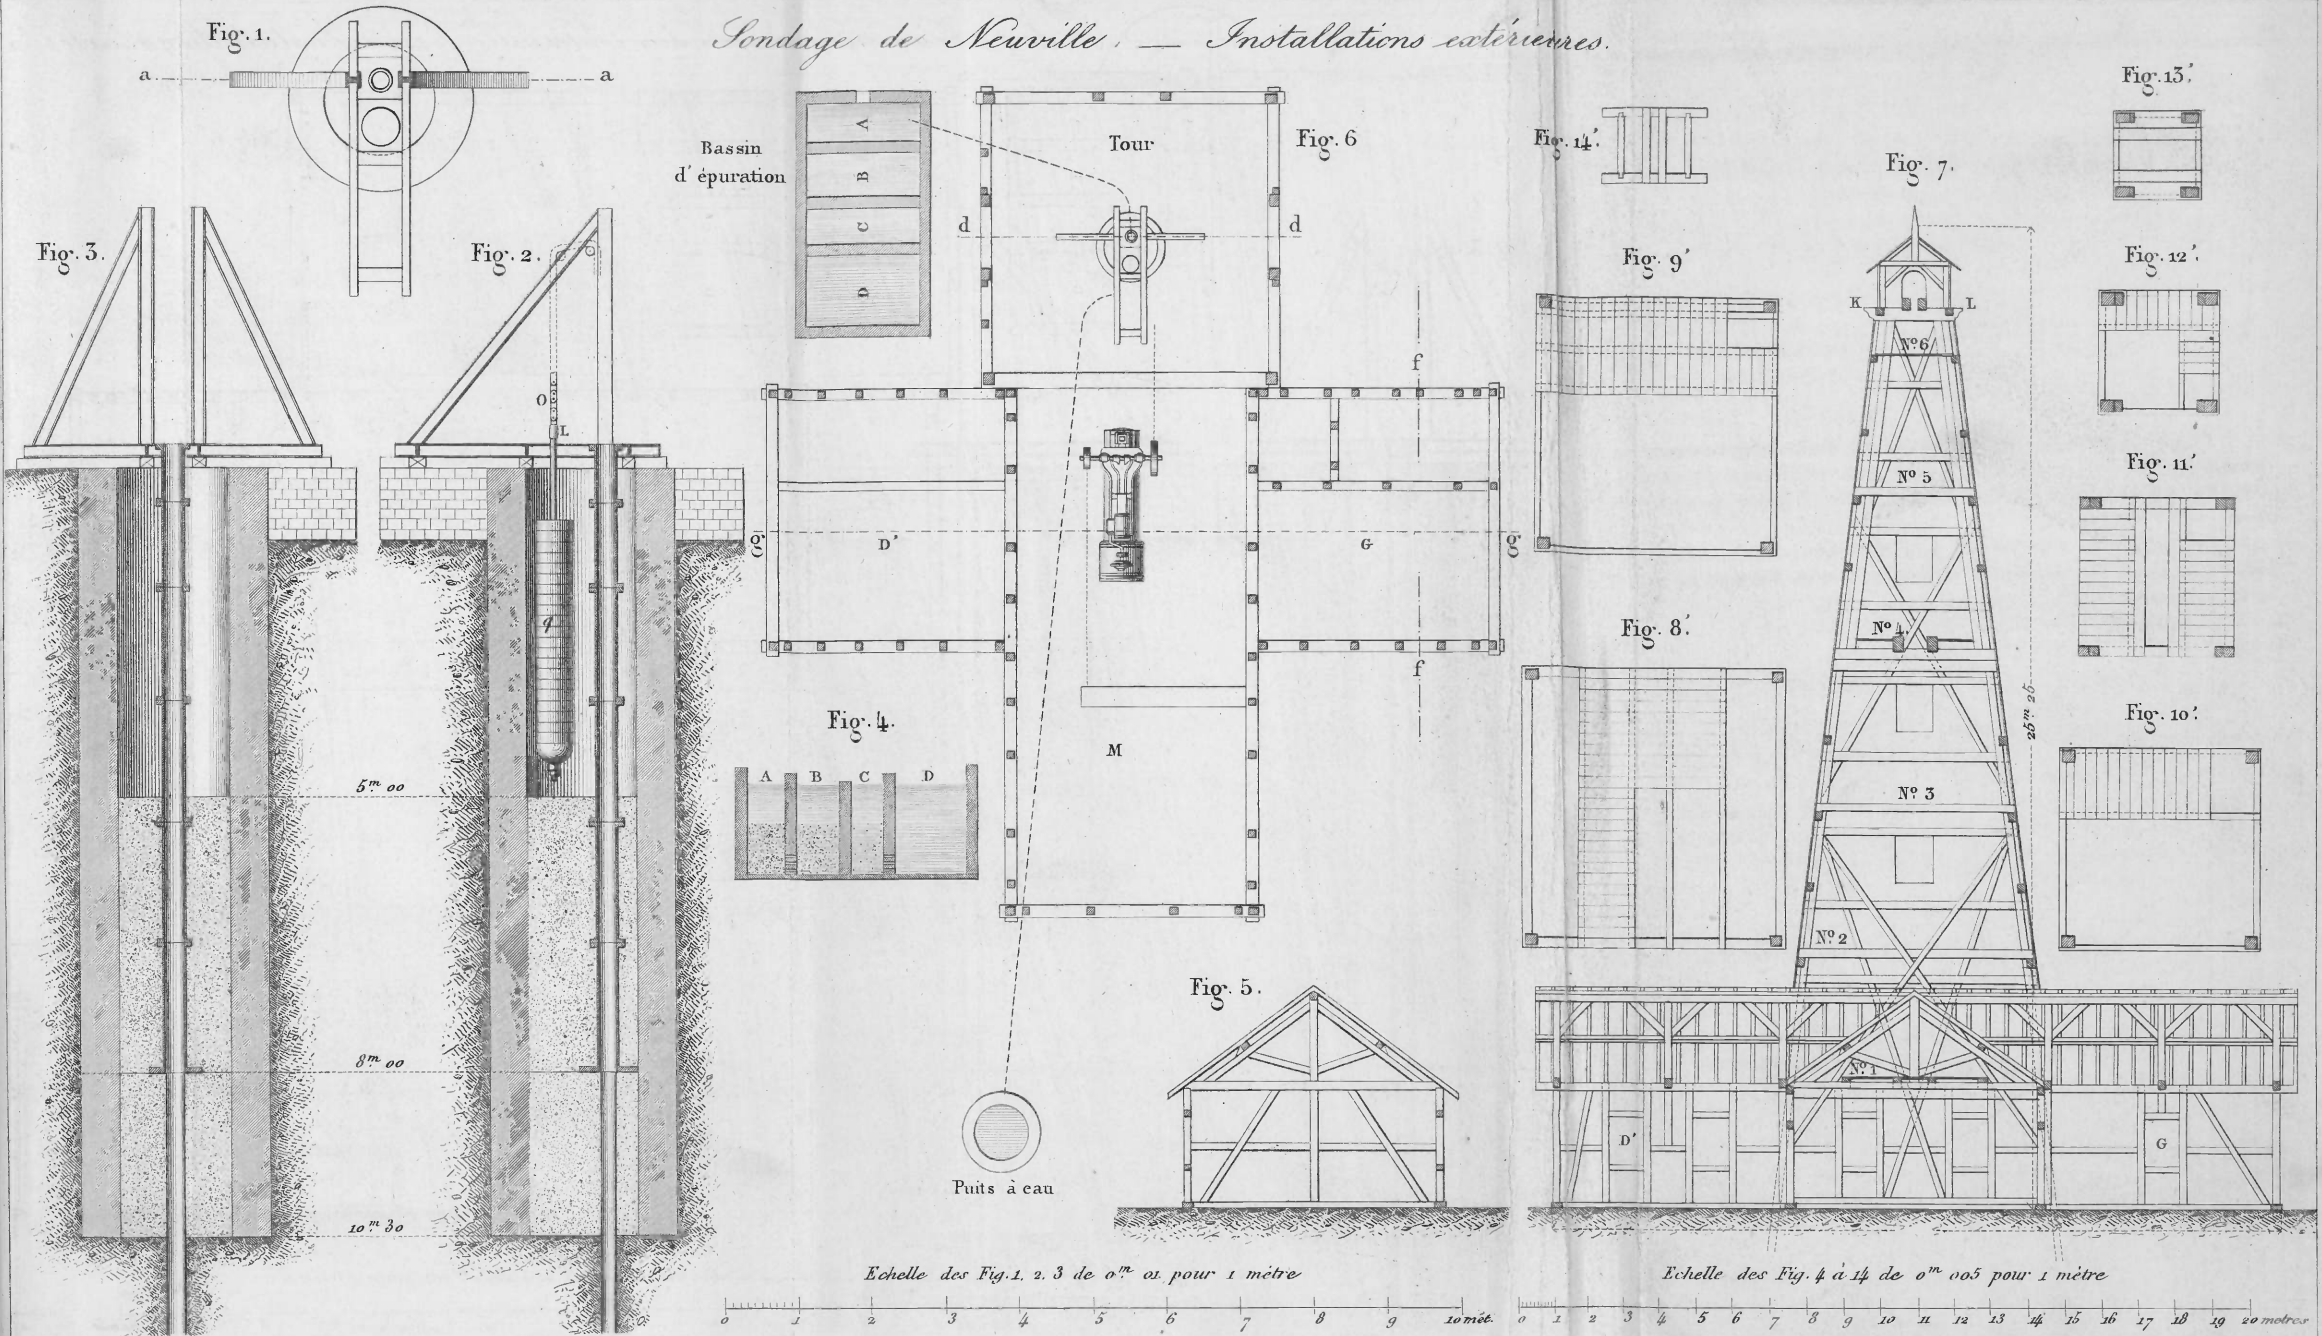 Sondage de Neuville. — Installations extérieures.
Fig. 1.
a a
Fig. 3.
Fig. 2.
O
L
q
5m 00
8m 00
10m 30
Bassin
d'épuration
A
B
C
D
Tour
Fig. 6
d d
f
g g
D'
G
f
M
Fig. 4.
A B C D
Puits à eau
Fig. 5.
Fig. 14'.
Fig. 13'.
Fig. 7.
Fig. 9'
Fig. 12'.
K L
No. 6
Fig. 11'.
No 5
Fig. 8'.
No 4.
25m 25
Fig. 10'.
No. 3
No. 2
No 1
D'
G
Echelle des Fig. 1, 2, 3 de 0m 01 pour 1 mètre
0 1 2 3 4 5 6 7 8 9 10 mèt.
Echelle des Fig. 4 à 14 de 0m 005 pour 1 mètre
0 1 2 3 4 5 6 7 8 9 10 11 12 13 14 15 16 17 18 19 20 metres